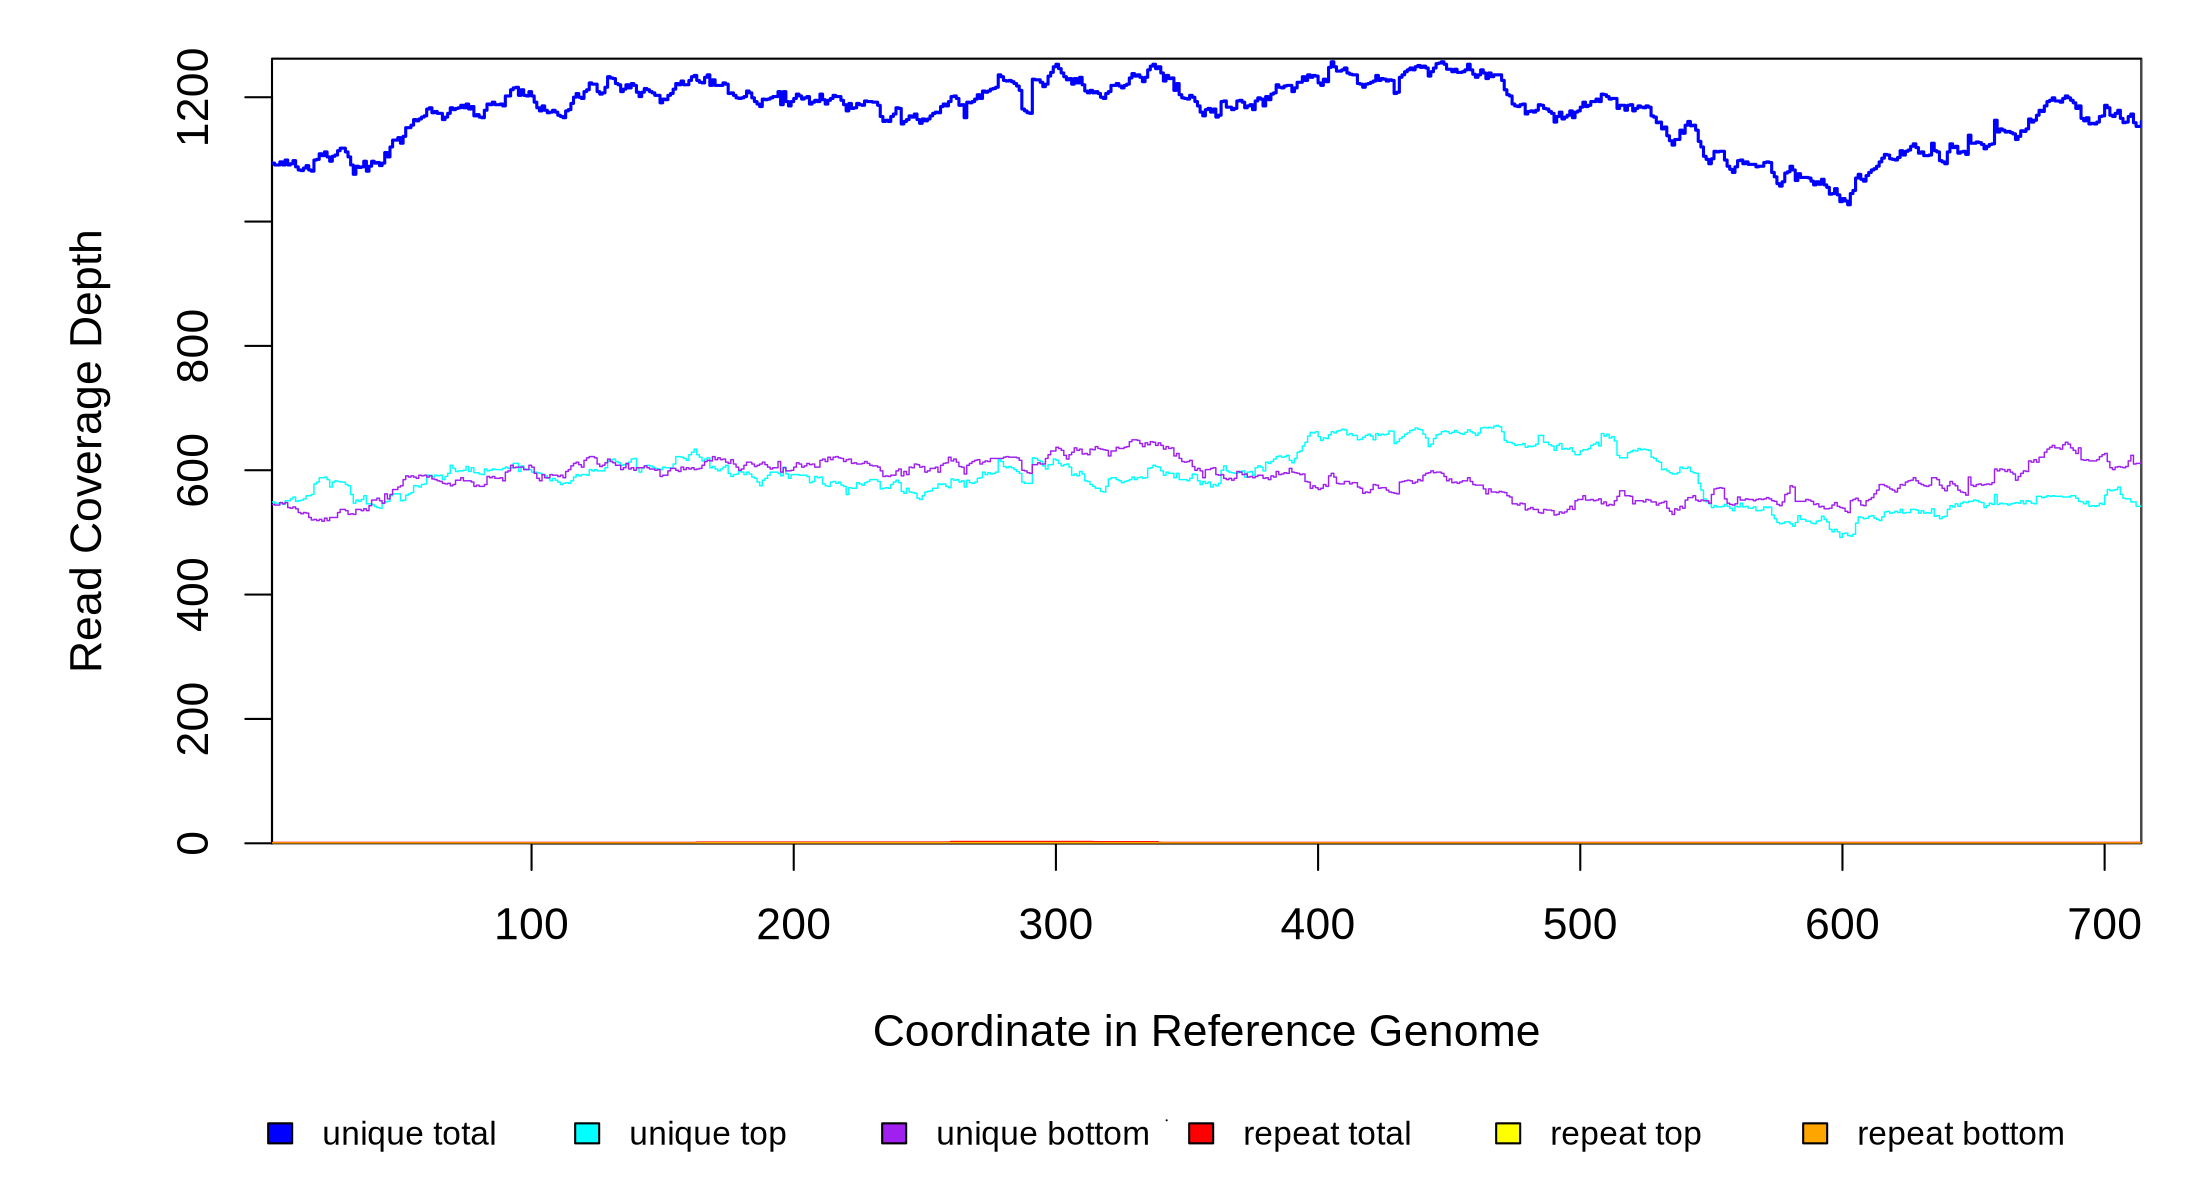 Read Coverage Depth
1200
800
600
400
200
0
100 200 300 400 500 600 700
Coordinate in Reference Genome
unique total unique top unique bottom repeat total repeat top repeat bottom